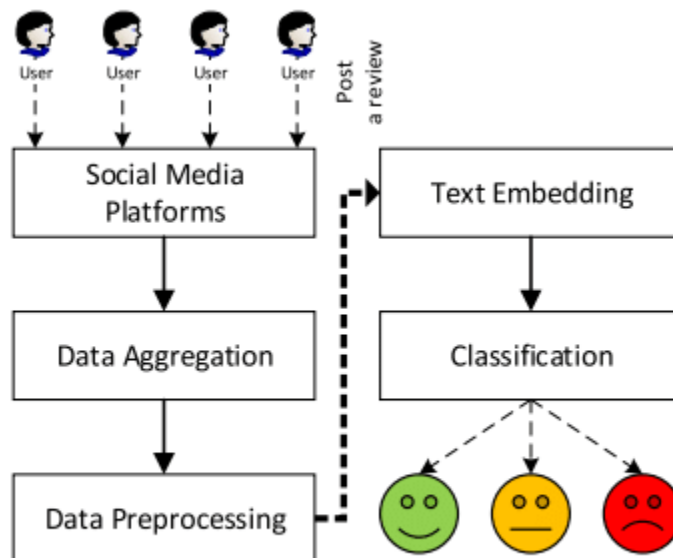 User
User
User
User
Post
a review
Social Media
Platforms
Text Embedding
Data Aggregation
Classification
Data Preprocessing